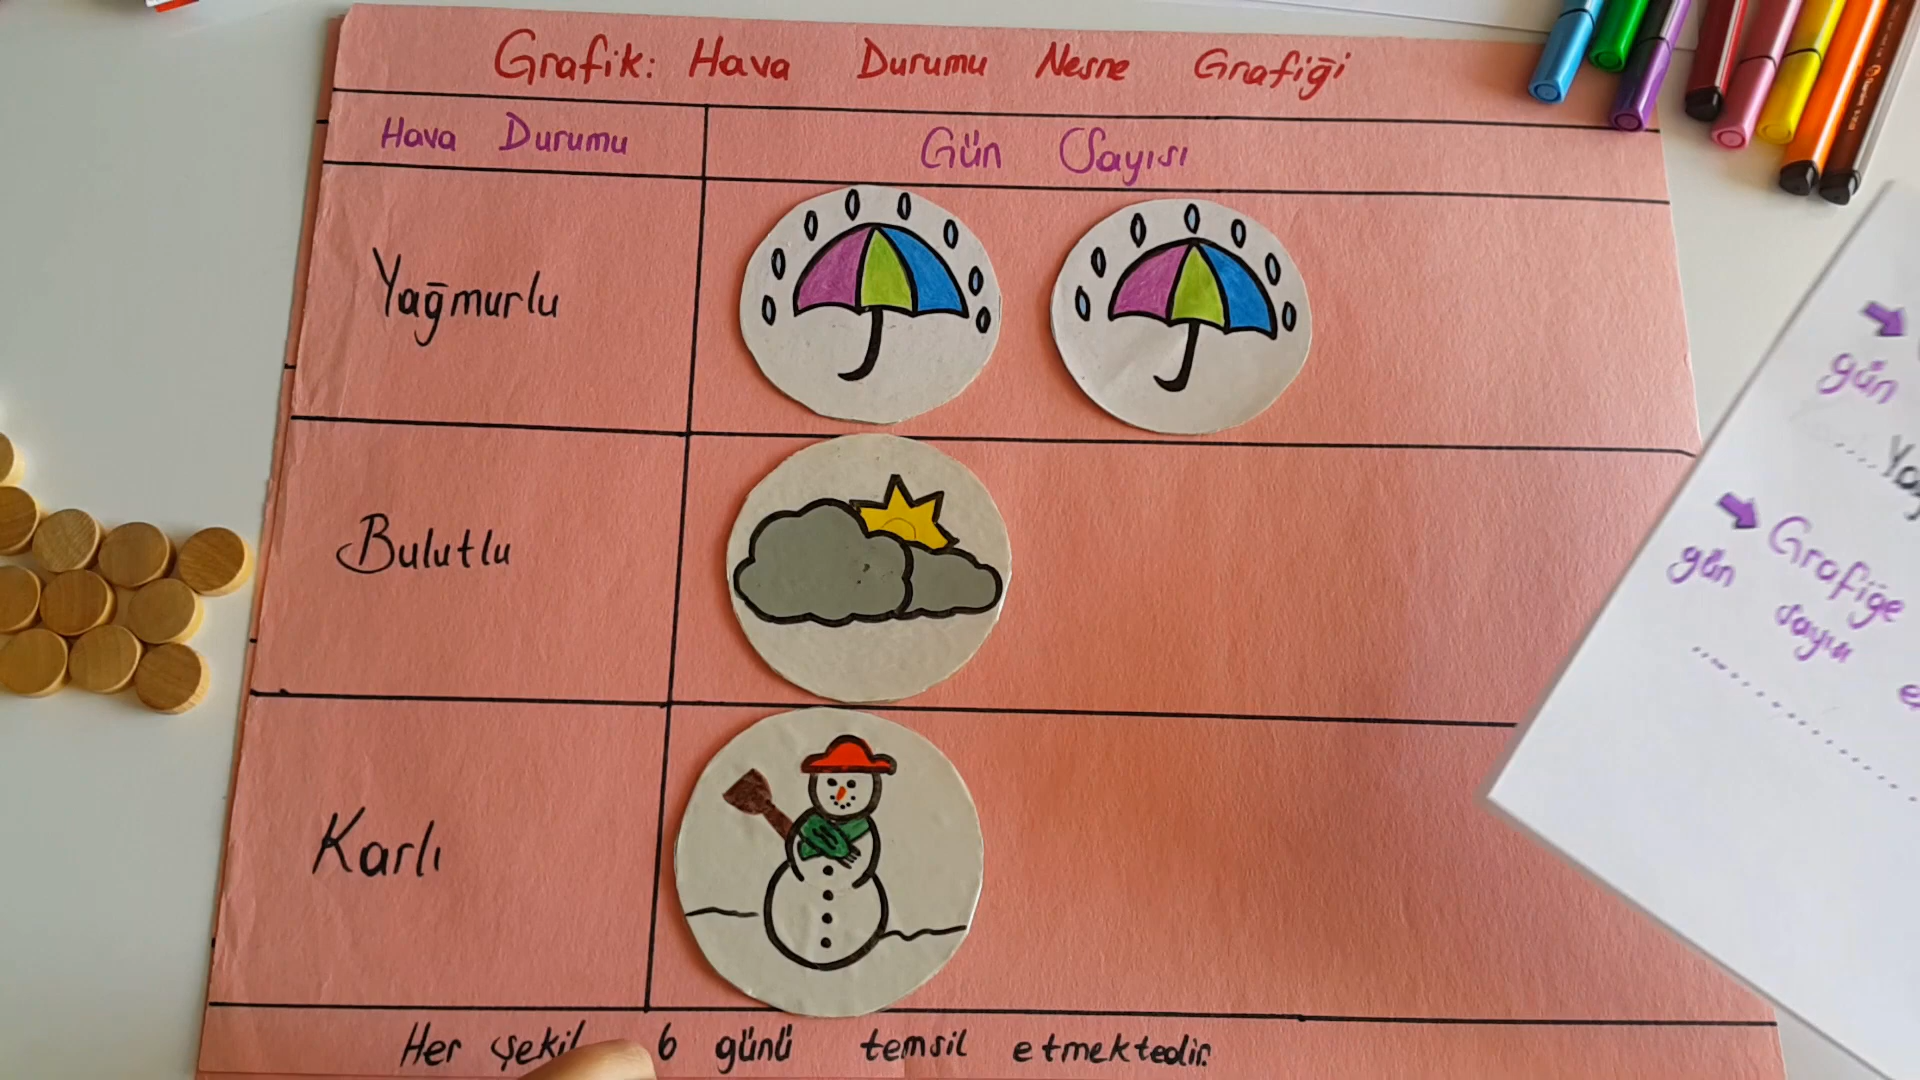 Grafik: Hava Durumu Nesne Grafiği
Hava Durumu
Gün Sayısı
Yağmurlu
Bulutlu
Karlı
Her şekil 6 günü temsil etmektedir.
gün
Grafiğe
gün sayısı